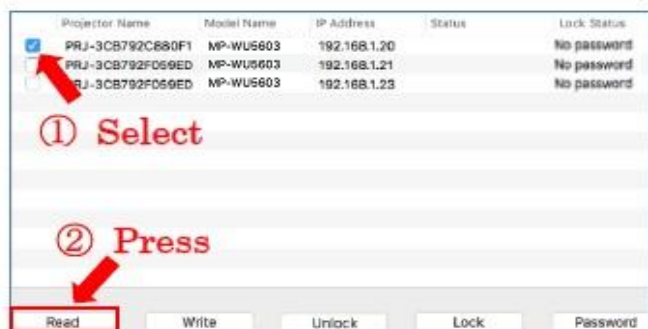 Projector Name Model Name IP Address Status Lock Status
PRJ-3CB792C880F1 MP-WU5603 192.168.1.20 No password
PRJ-3CB792F059ED MP-WU5603 192.168.1.21 No password
RJ-3CB792F059ED MP-WU5603 192.168.1.23 No password
① Select
② Press
Read Write Unlock Lock Password